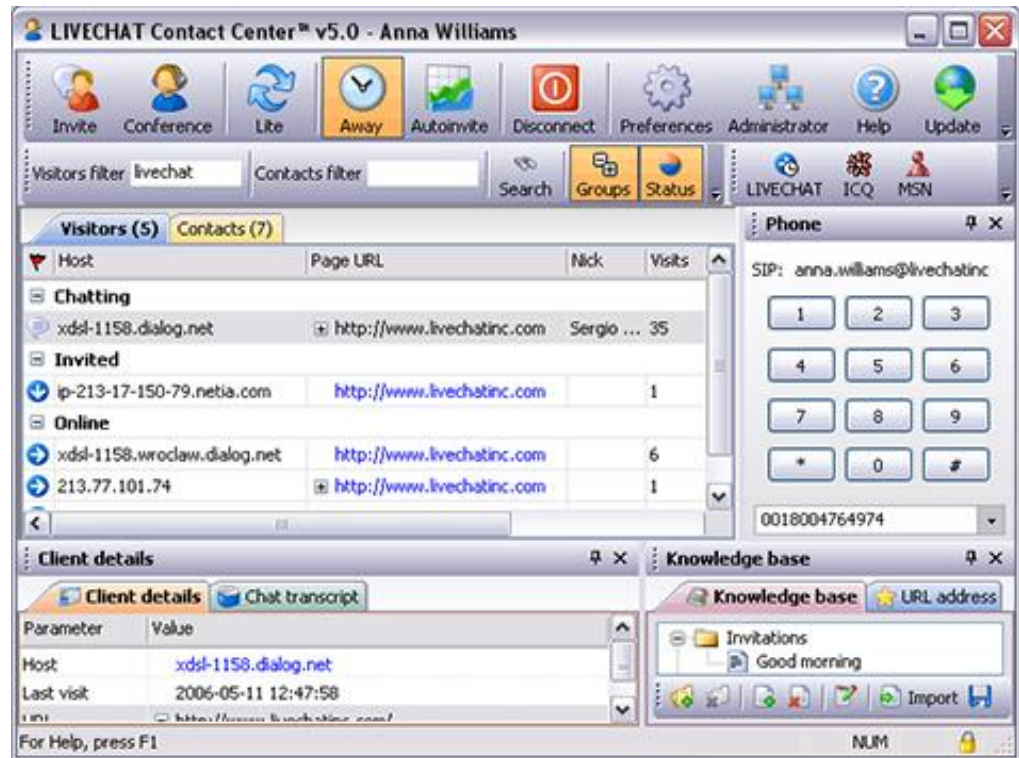 LIVECHAT Contact Center™ v5.0 - Anna Williams
Invite Conference Lite Away Autoinvite Disconnect Preferences Administrator Help Update
Visitors filter livechat Contacts filter Search Groups Status LIVECHAT ICQ MSN
Visitors (5) Contacts (7)
Host Page URL Nick Visits
Chatting
xdsl-1158.dialog.net http://www.livechatinc.com Sergio ... 35
Invited
ip-213-17-150-79.netia.com http://www.livechatinc.com 1
Online
xdsl-1158.wroclaw.dialog.net http://www.livechatinc.com 6
213.77.101.74 http://www.livechatinc.com 1
Phone
SIP: anna.williams@livechatinc
1 2 3
4 5 6
7 8 9
* 0 #
0018004764974
Client details
Client details Chat transcript
Parameter Value
Host xdsl-1158.dialog.net
Last visit 2006-05-11 12:47:58
URL http://www.livechatinc.com/
Knowledge base
Knowledge base URL address
Invitations
Good morning
Import
For Help, press F1 NUM